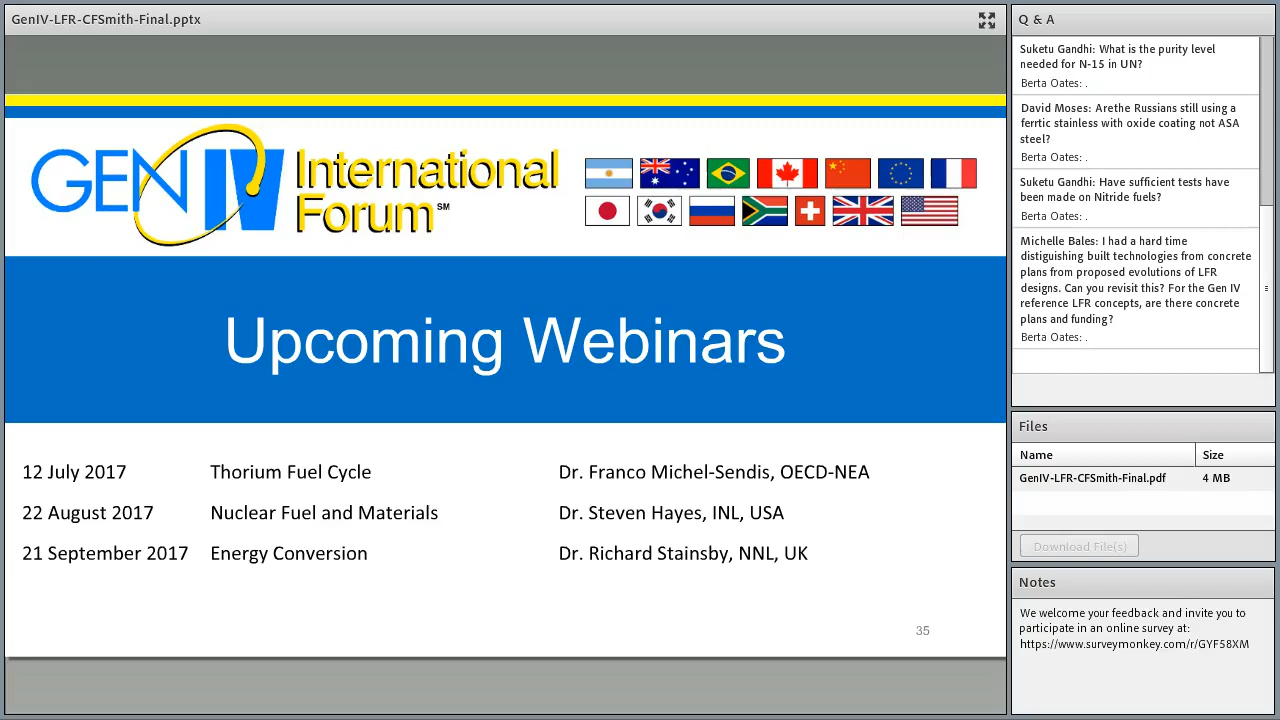 GenIV-LFR-CFSmith-Final.pptx
GEN IV International
Forum SM
Upcoming Webinars
12 July 2017 Thorium Fuel Cycle Dr. Franco Michel-Sendis, OECD-NEA
22 August 2017 Nuclear Fuel and Materials Dr. Steven Hayes, INL, USA
21 September 2017 Energy Conversion Dr. Richard Stainsby, NNL, UK
35
Q & A
Suketu Gandhi: What is the purity level
needed for N-15 in UN?
Berta Oates: .
David Moses: Arethe Russians still using a
ferrtic stainless with oxide coating not ASA
steel?
Berta Oates: .
Suketu Gandhi: Have sufficient tests have
been made on Nitride fuels?
Berta Oates: .
Michelle Bales: I had a hard time
distiguishing built technologies from concrete
plans from proposed evolutions of LFR
designs. Can you revisit this? For the Gen IV
reference LFR concepts, are there concrete
plans and funding?
Berta Oates: .
Files
Name Size
GenIV-LFR-CFSmith-Final.pdf 4 MB
Download File(s)
Notes
We welcome your feedback and invite you to
participate in an online survey at:
https://www.surveymonkey.com/r/GYF58XM